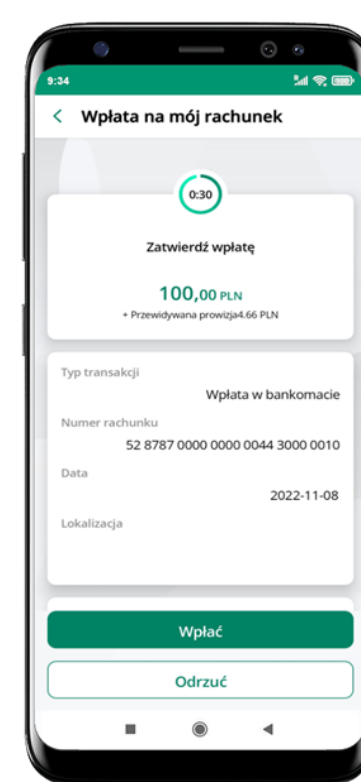 9:34
Wpłata na mój rachunek
0:30
Zatwierdź wpłatę
100,00 PLN
+ Przewidywana prowizja4.66 PLN
Typ transakcji
Wpłata w bankomacie
Numer rachunku
52 8787 0000 0000 0044 3000 0010
Data
2022-11-08
Lokalizacja
Wpłać
Odrzuć